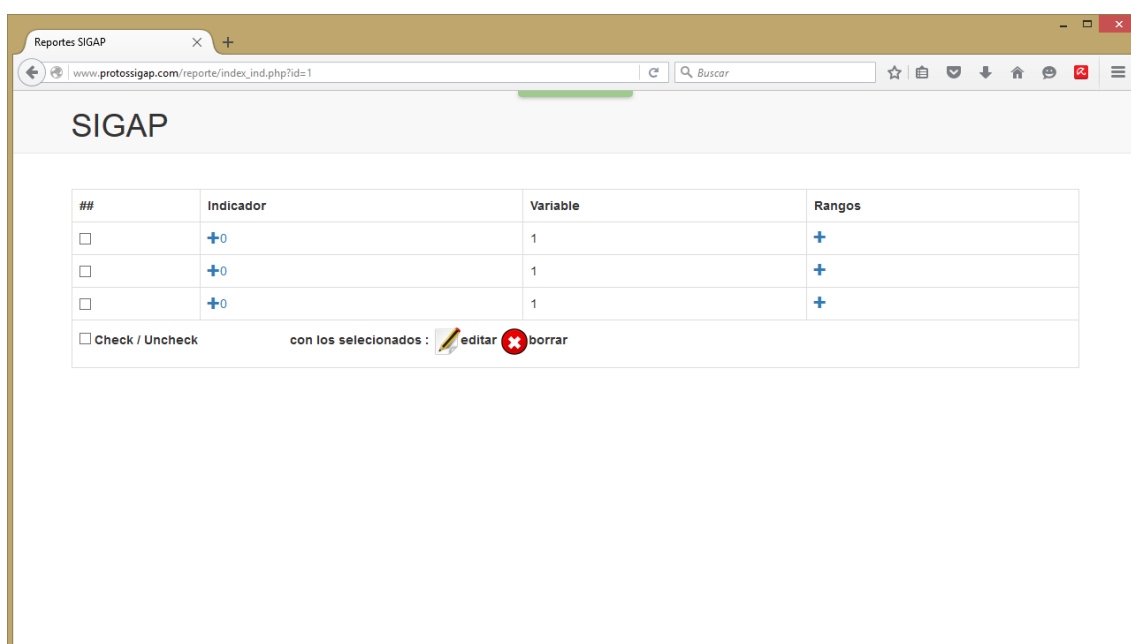 Reportes SIGAP
www.protossigap.com/reporte/index_ind.php?id=1
Buscar
SIGAP
## Indicador Variable Rangos
0 1
0 1
0 1
Check / Uncheck con los selecionados : editar borrar